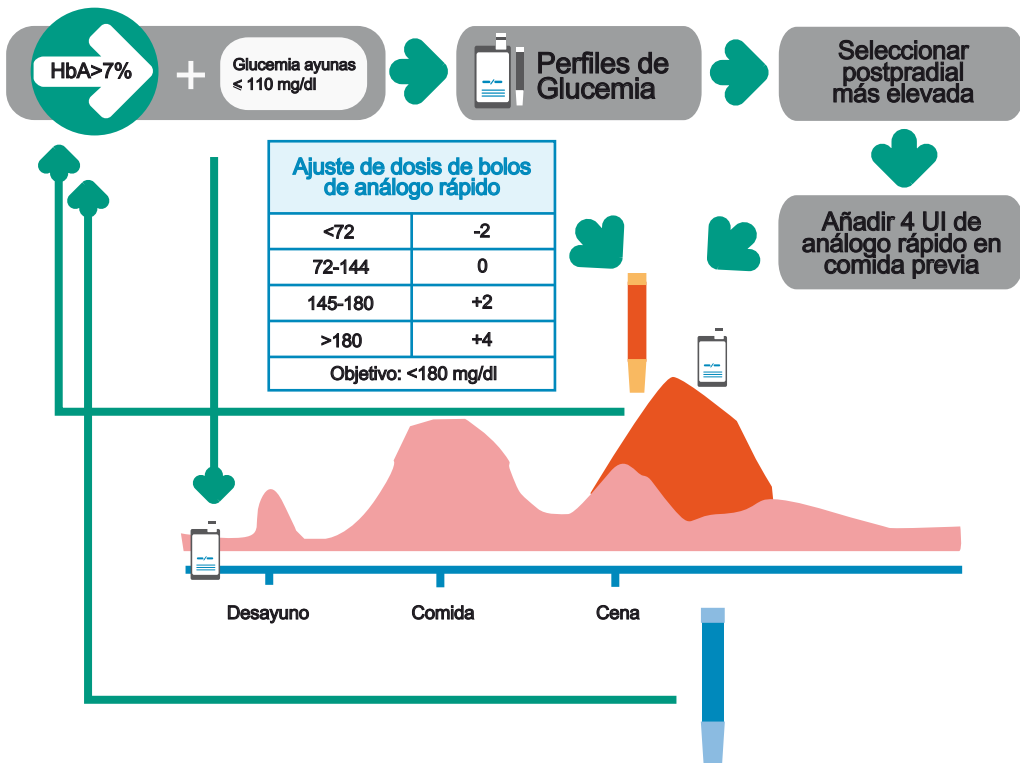 HbA>7%
+
Glucemia ayunas
≤ 110 mg/dl
Perfiles de
Glucemia
Seleccionar
postpradial
más elevada
Añadir 4 UI de
análogo rápido en
comida previa
Ajuste de dosis de bolos
de análogo rápido
<72 -2
72-144 0
145-180 +2
>180 +4
Objetivo: <180 mg/dl
Desayuno
Comida
Cena